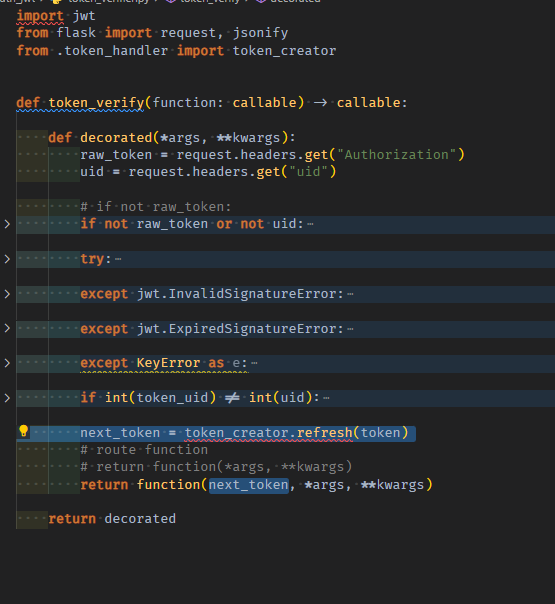 token_verify
decorated
import jwt
from flask import request, jsonify
from .token_handler import token_creator
def token_verify(function: callable) -> callable:
def decorated(*args, **kwargs):
raw_token = request.headers.get("Authorization")
uid = request.headers.get("uid")
# if not raw_token:
if not raw_token or not uid:⋯
try:⋯
except jwt.InvalidSignatureError:⋯
except jwt.ExpiredSignatureError:⋯
except KeyError as e:⋯
if int(token_uid) != int(uid):⋯
next_token = token_creator.refresh(token)
# route function
# return function(*args, **kwargs)
return function(next_token, *args, **kwargs)
return decorated